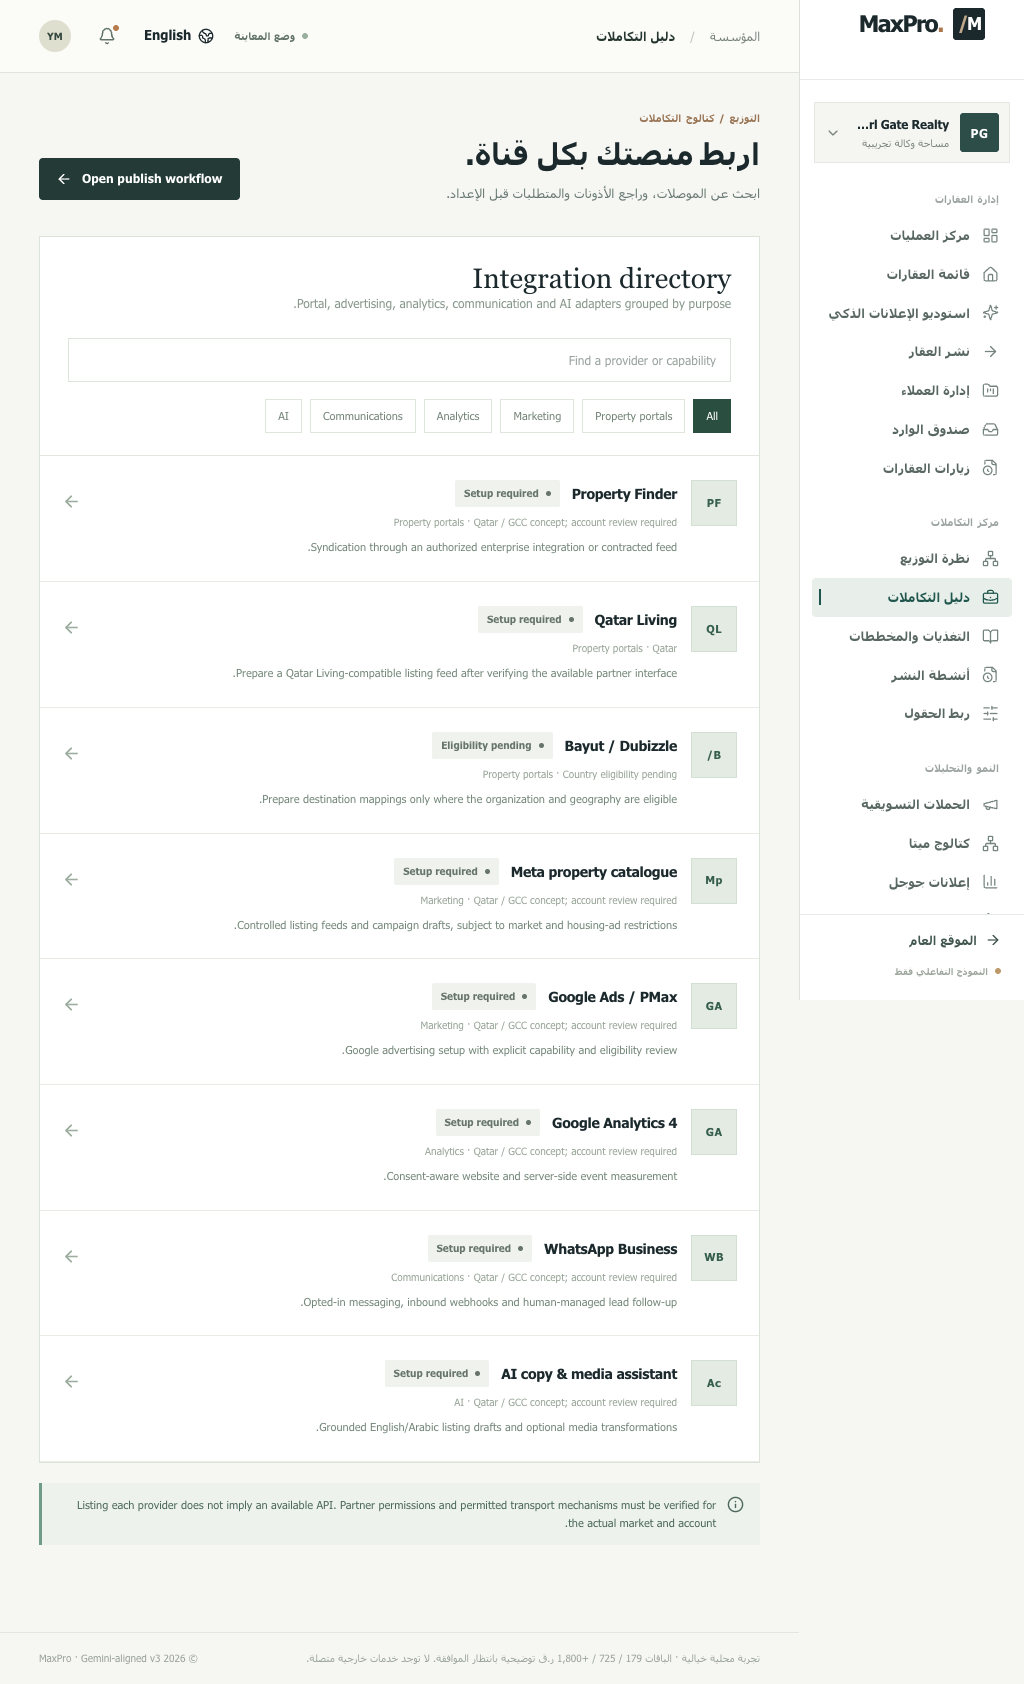 MaxPro.
/M
PG
...rl Gate Realty
مساحة وكالة تجريبية
إدارة العقارات
مركز العمليات
قائمة العقارات
استوديو الإعلانات الذكي
نشر العقار
إدارة العملاء
صندوق الوارد
زيارات العقارات
مركز التكاملات
نظرة التوزيع
دليل التكاملات
التغذيات والمخططات
أنشطة النشر
ربط الحقول
النمو والتحليلات
الحملات التسويقية
كتالوج ميتا
إعلانات جوجل
الموقع العام
النموذج التفاعلي فقط
المؤسسة / دليل التكاملات
وضع المعاينة
English
YM
التوزيع / كتالوج التكاملات
اربط منصتك بكل قناة.
ابحث عن الموصلات، وراجع الأذونات والمتطلبات قبل الإعداد.
Open publish workflow
Integration directory
.Portal, advertising, analytics, communication and AI adapters grouped by purpose
Find a provider or capability
All
Property portals
Marketing
Analytics
Communications
AI
PF
Property Finder
Setup required
Property portals · Qatar / GCC concept; account review required
.Syndication through an authorized enterprise integration or contracted feed
QL
Qatar Living
Setup required
Property portals · Qatar
.Prepare a Qatar Living-compatible listing feed after verifying the available partner interface
/B
Bayut / Dubizzle
Eligibility pending
Property portals · Country eligibility pending
.Prepare destination mappings only where the organization and geography are eligible
Mp
Meta property catalogue
Setup required
Marketing · Qatar / GCC concept; account review required
.Controlled listing feeds and campaign drafts, subject to market and housing-ad restrictions
GA
Google Ads / PMax
Setup required
Marketing · Qatar / GCC concept; account review required
.Google advertising setup with explicit capability and eligibility review
GA
Google Analytics 4
Setup required
Analytics · Qatar / GCC concept; account review required
.Consent-aware website and server-side event measurement
WB
WhatsApp Business
Setup required
Communications · Qatar / GCC concept; account review required
.Opted-in messaging, inbound webhooks and human-managed lead follow-up
Ac
AI copy & media assistant
Setup required
AI · Qatar / GCC concept; account review required
.Grounded English/Arabic listing drafts and optional media transformations
Listing each provider does not imply an available API. Partner permissions and permitted transport mechanisms must be verified for
.the actual market and account
تجربة محلية خيالية · الباقات 179 / 725 / 1,800+ ر.ق توضيحية بانتظار الموافقة. لا توجد خدمات خارجية متصلة.
MaxPro · Gemini-aligned v3 2026 ©